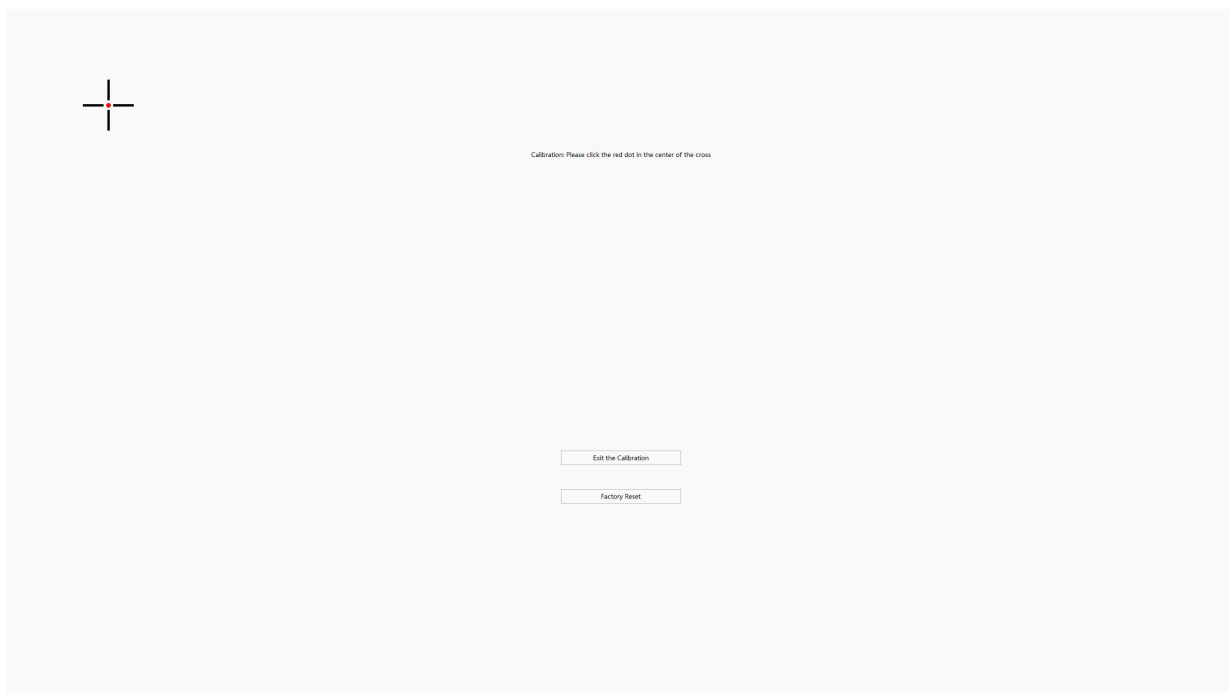 Calibration: Please click the red dot in the center of the cross
Exit the Calibration
Factory Reset